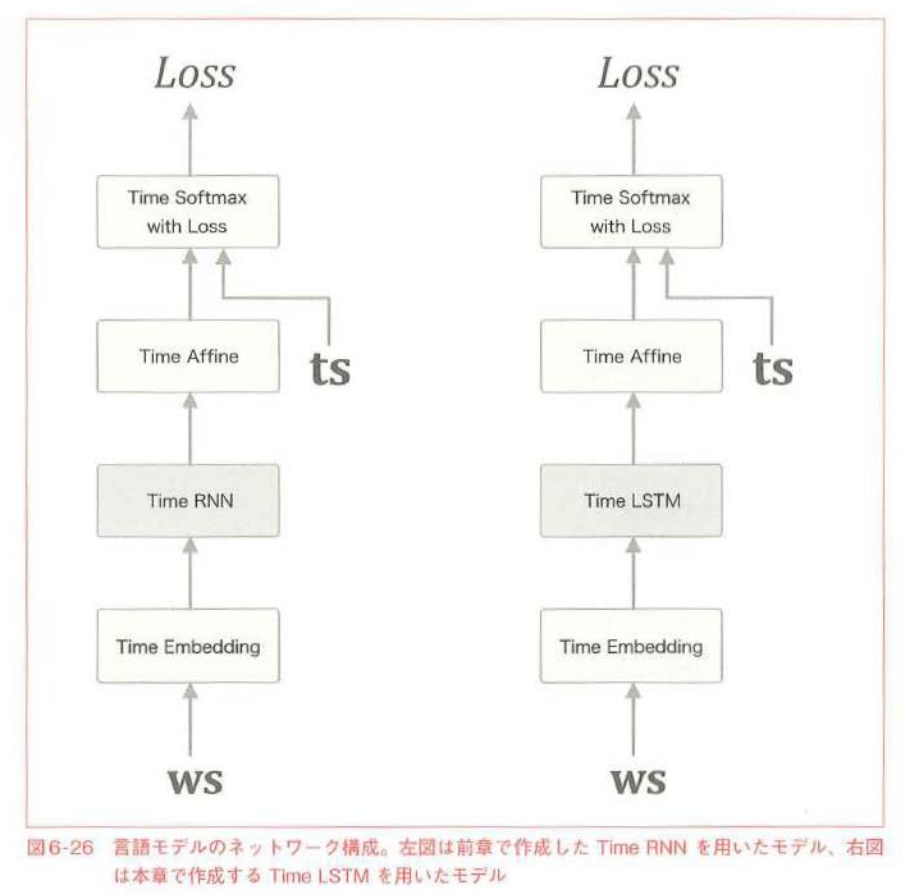 Loss
Time Softmax
with Loss
Time Affine
ts
Time RNN
Time Embedding
ws
Loss
Time Softmax
with Loss
Time Affine
ts
Time LSTM
Time Embedding
ws
図6-26 言語モデルのネットワーク構成。左図は前章で作成した Time RNN を用いたモデル、右図
は本章で作成する Time LSTM を用いたモデル